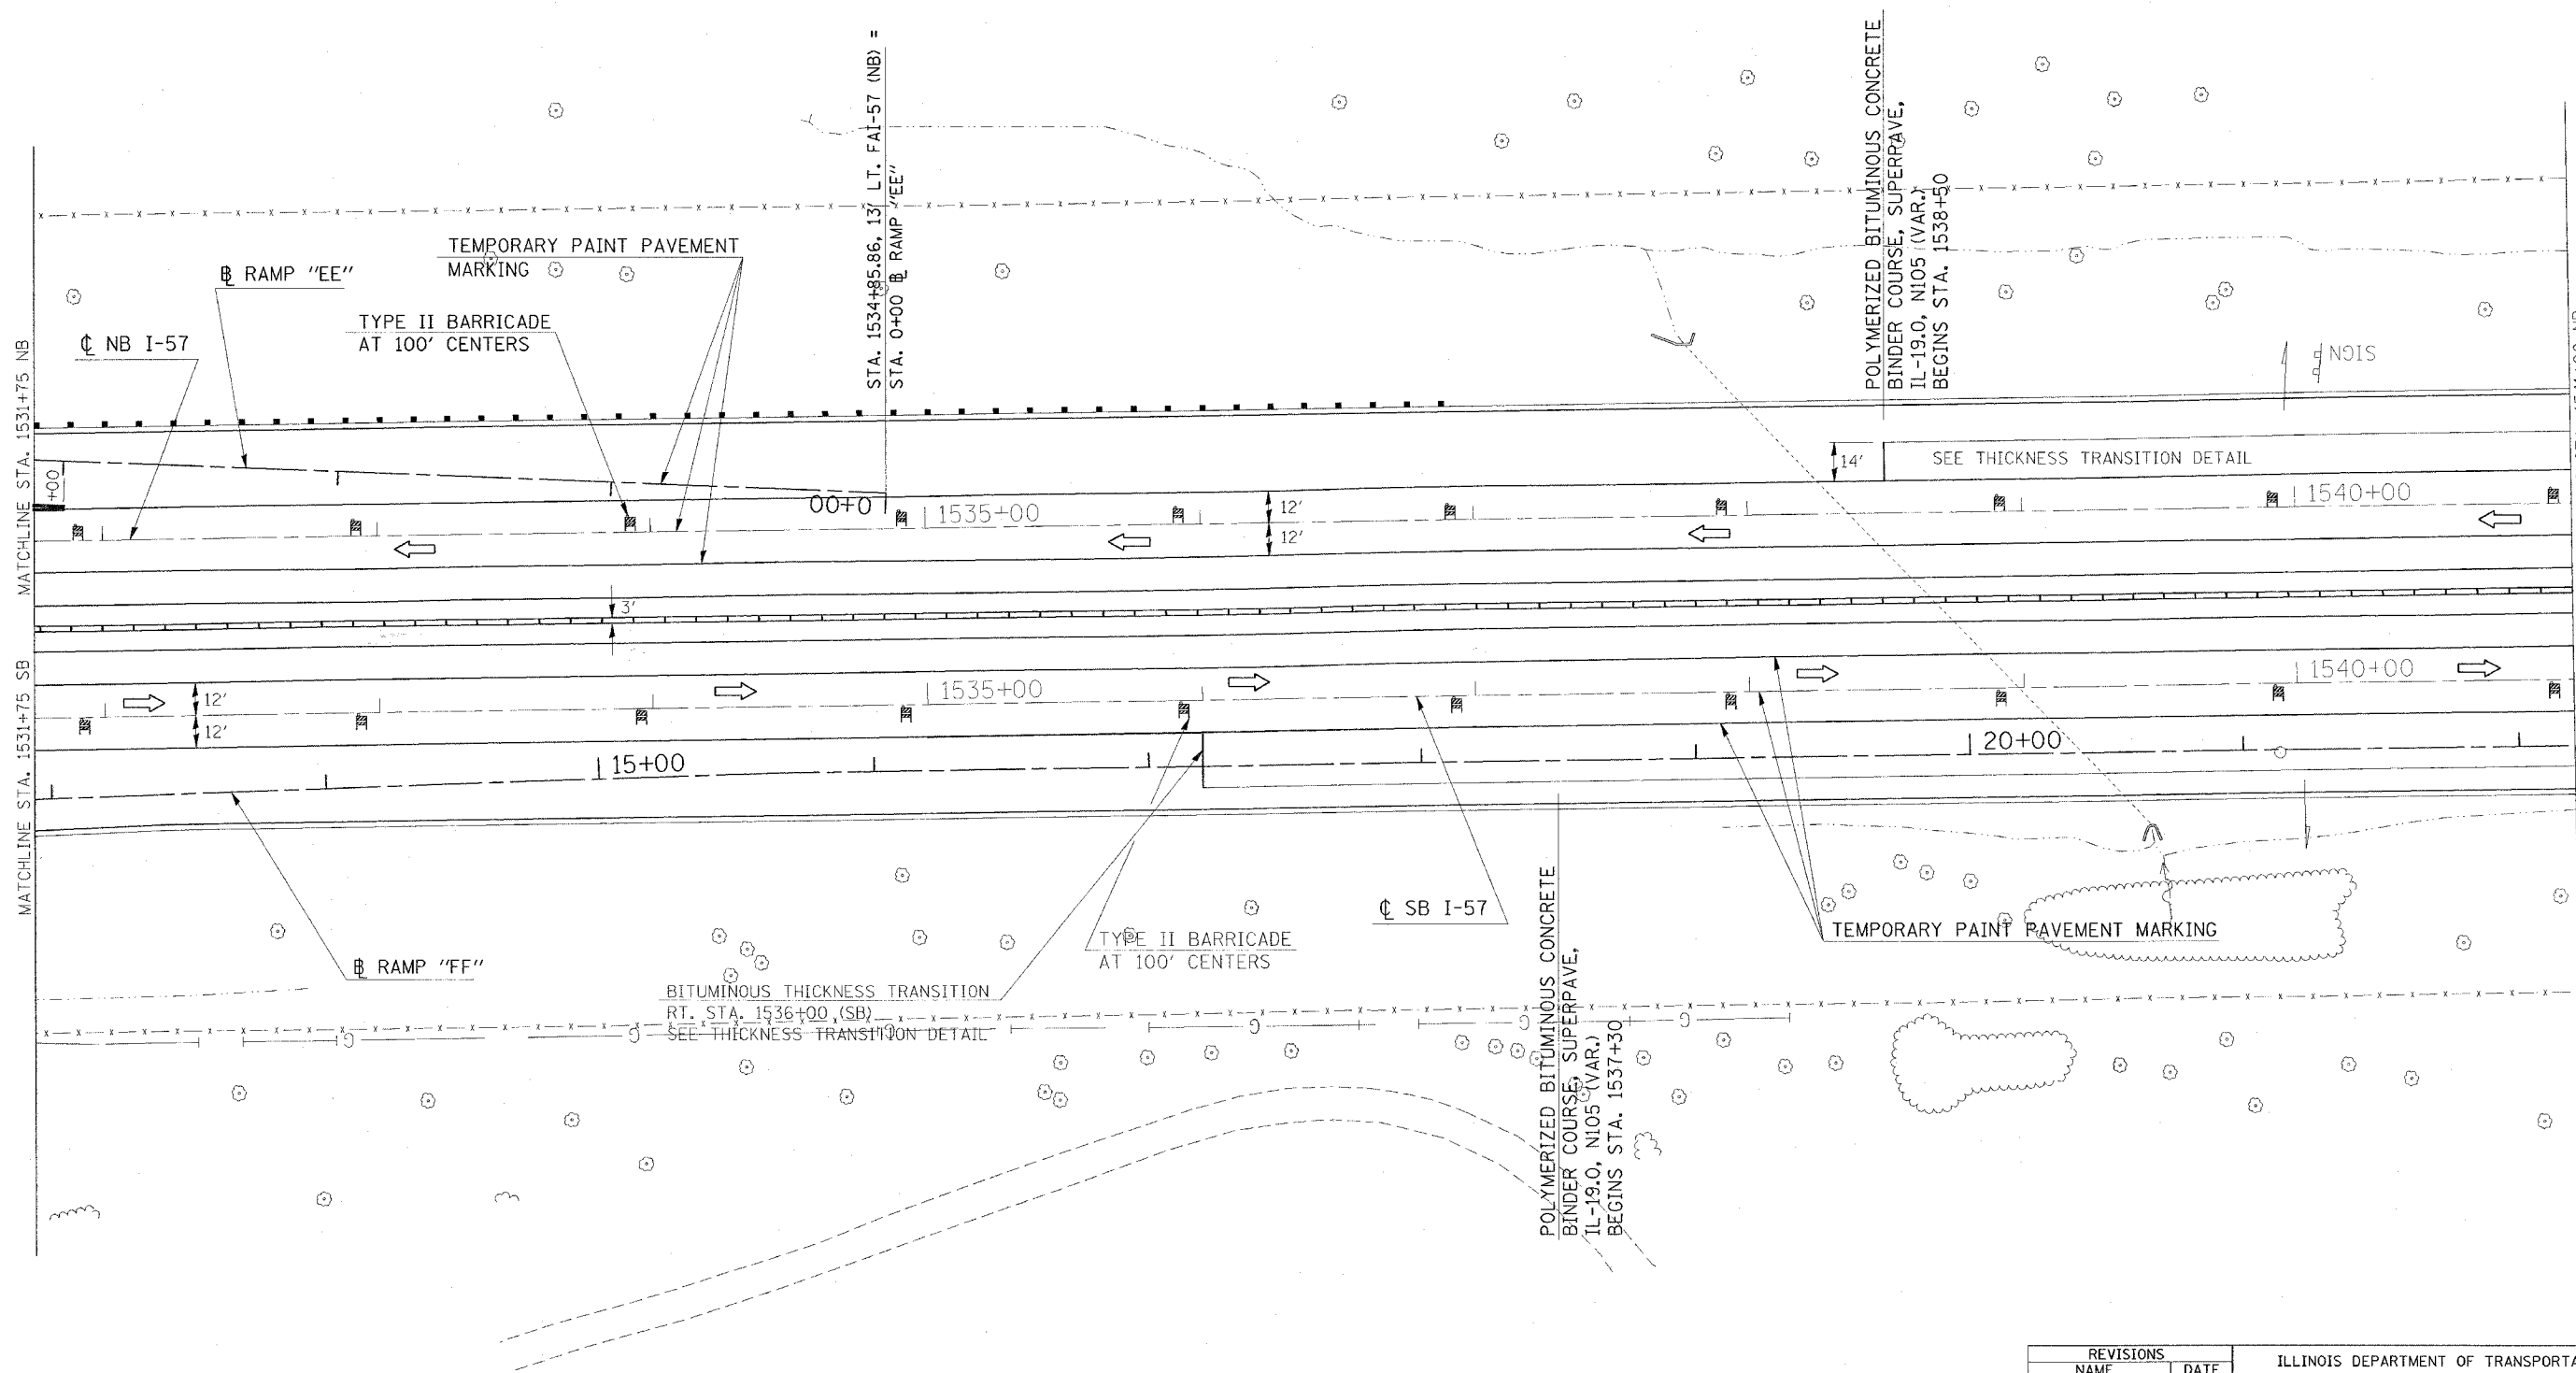 STA. 1534+85.86, 13' LT. FAI-57 (NB) =
STA. 0+00 ⅊ RAMP "EE"
POLYMERIZED BITUMINOUS CONCRETE
BINDER COURSE, SUPERPAVE,
IL-19.0, N105 (VAR.)
BEGINS STA. 1538+50
TEMPORARY PAINT PAVEMENT
MARKING
RAMP "EE"
TYPE II BARRICADE
AT 100' CENTERS
℄ NB I-57
SIGN
MATCHLINE STA. 1531+75 NB
14'
SEE THICKNESS TRANSITION DETAIL
+00
00+0
1535+00
12'
12'
1540+00
3'
MATCHLINE STA. 1531+75 SB
12'
12'
1535+00
1540+00
15+00
20+00
℄ SB I-57
TYPE II BARRICADE
AT 100' CENTERS
TEMPORARY PAINT PAVEMENT MARKING
RAMP "FF"
BITUMINOUS THICKNESS TRANSITION
RT. STA. 1536+00 (SB)
SEE THICKNESS TRANSITION DETAIL
G
G
G
G
G
G
POLYMERIZED BITUMINOUS CONCRETE
BINDER COURSE, SUPERPAVE,
IL-19.0, N105 (VAR.)
BEGINS STA. 1537+30
REVISIONS
NAME DATE
ILLINOIS DEPARTMENT OF TRANSPORTA